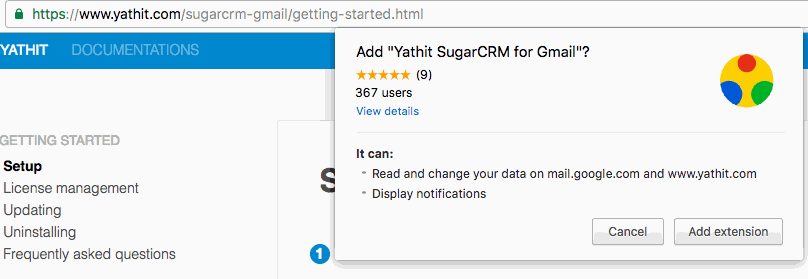 https://www.yathit.com/sugarcrm-gmail/getting-started.html
YATHIT DOCUMENTATIONS
Add "Yathit SugarCRM for Gmail"?
(9)
367 users
View details
It can:
Read and change your data on mail.google.com and www.yathit.com
Display notifications
Cancel Add extension
GETTING STARTED
Setup
License management
Updating
Uninstalling
Frequently asked questions
S
1